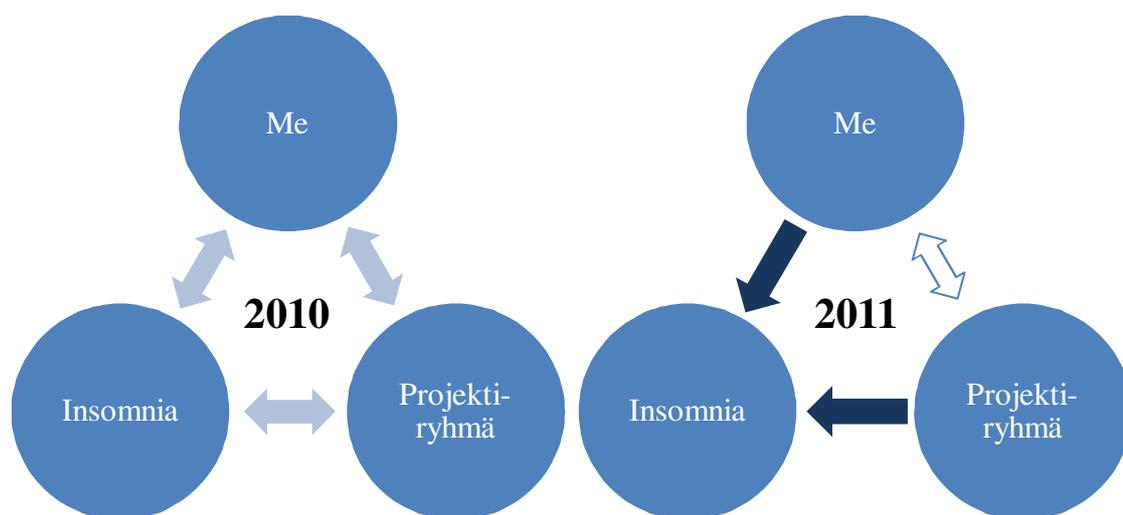 Me
Me
2010
2011
Insomnia
Projekti-
ryhmä
Insomnia
Projekti-
ryhmä